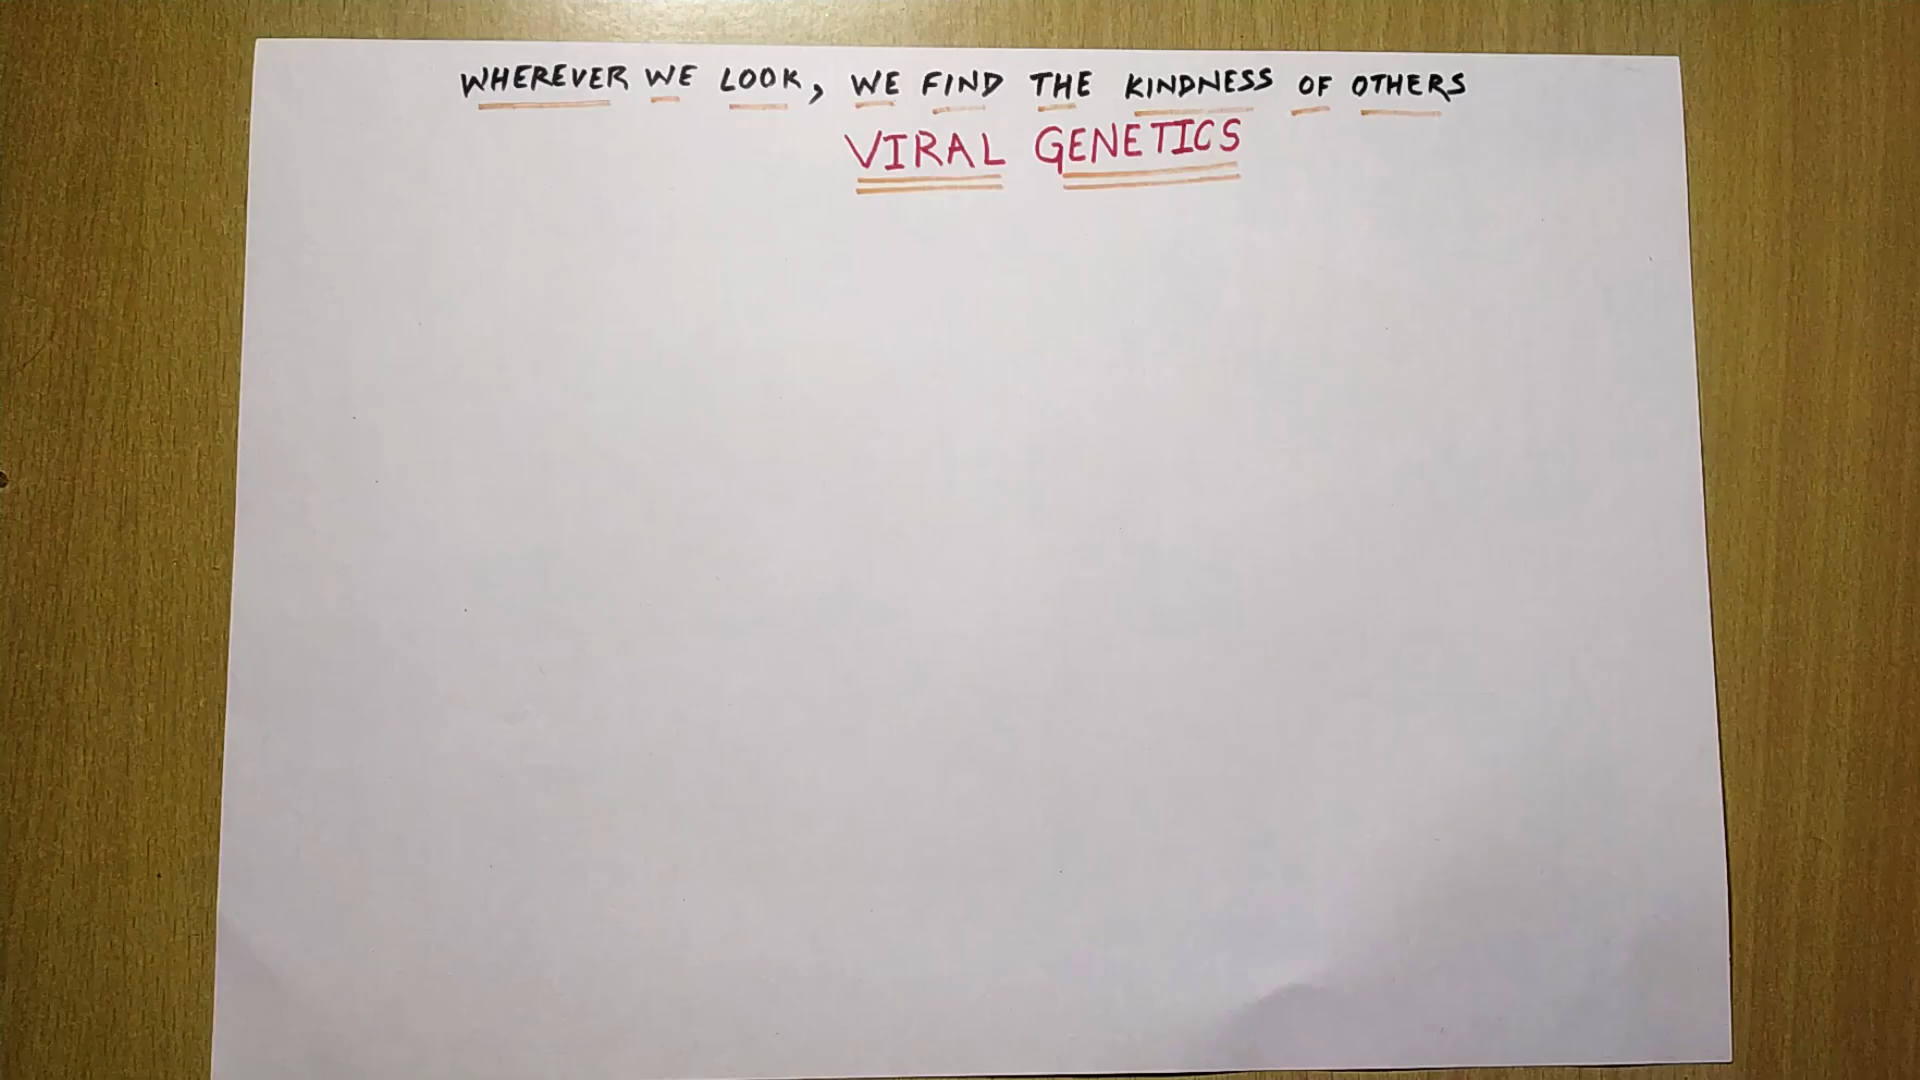 WHEREVER WE LOOK, WE FIND THE KINDNESS OF OTHERS
VIRAL GENETICS